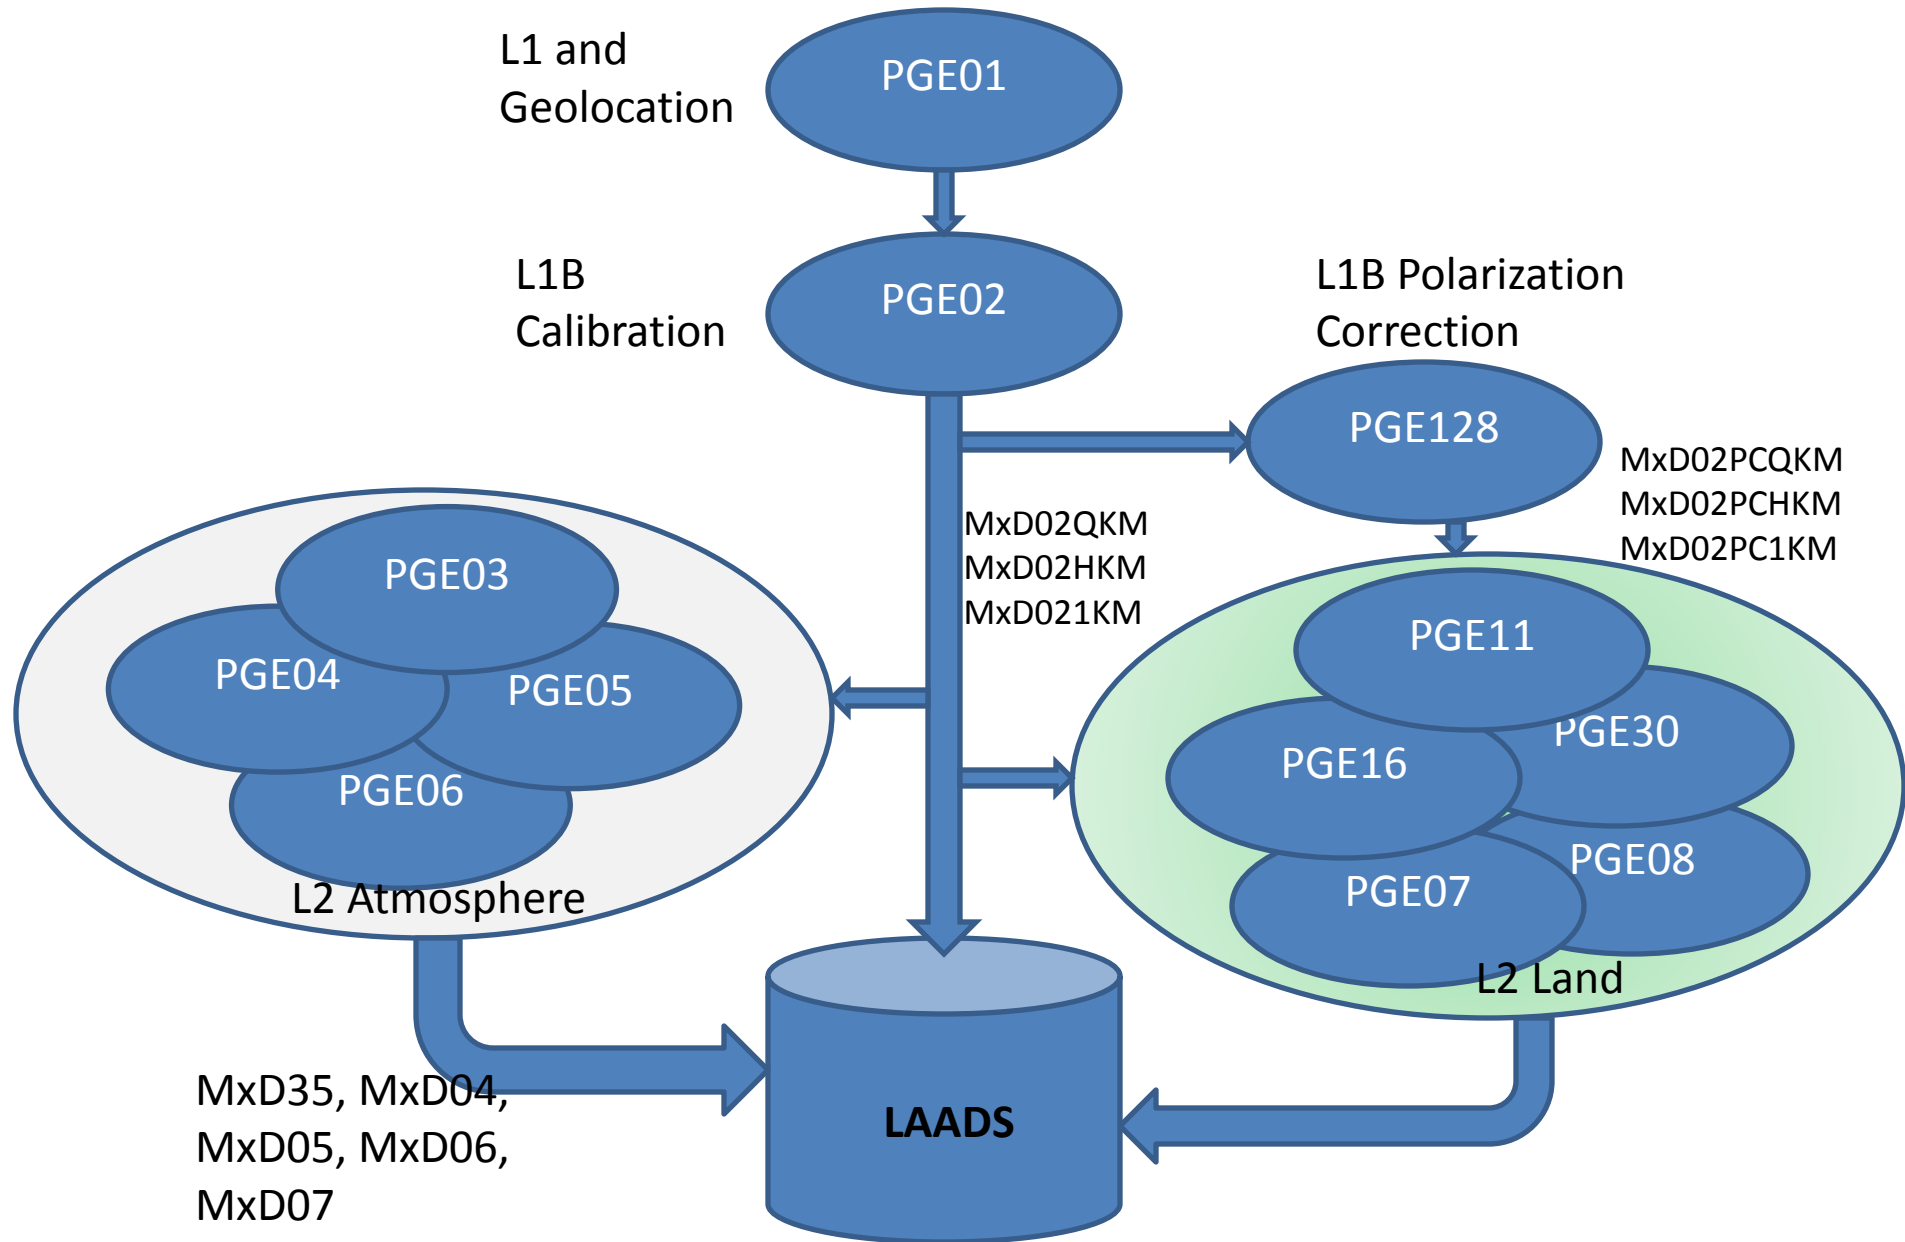 L1 and
Geolocation
PGE01
L1B
Calibration
PGE02
L1B Polarization
Correction
PGE128
MxD02PCQKM
MxD02PCHKM
MxD02PC1KM
MxD02QKM
MxD02HKM
MxD021KM
PGE03
PGE04
PGE05
PGE06
L2 Atmosphere
PGE11
PGE30
PGE16
PGE08
PGE07
L2 Land
MxD35, MxD04,
MxD05, MxD06,
MxD07
LAADS